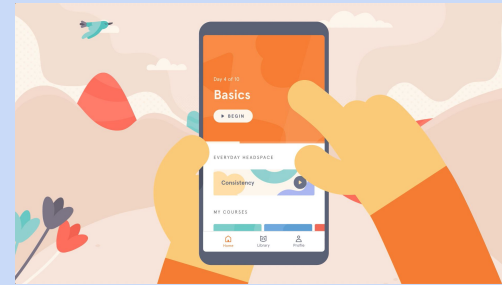 Day 4 of 10
Basics
BEGIN
EVERYDAY HEADSPACE
Consistency
MY COURSES
Home
Library
Profile